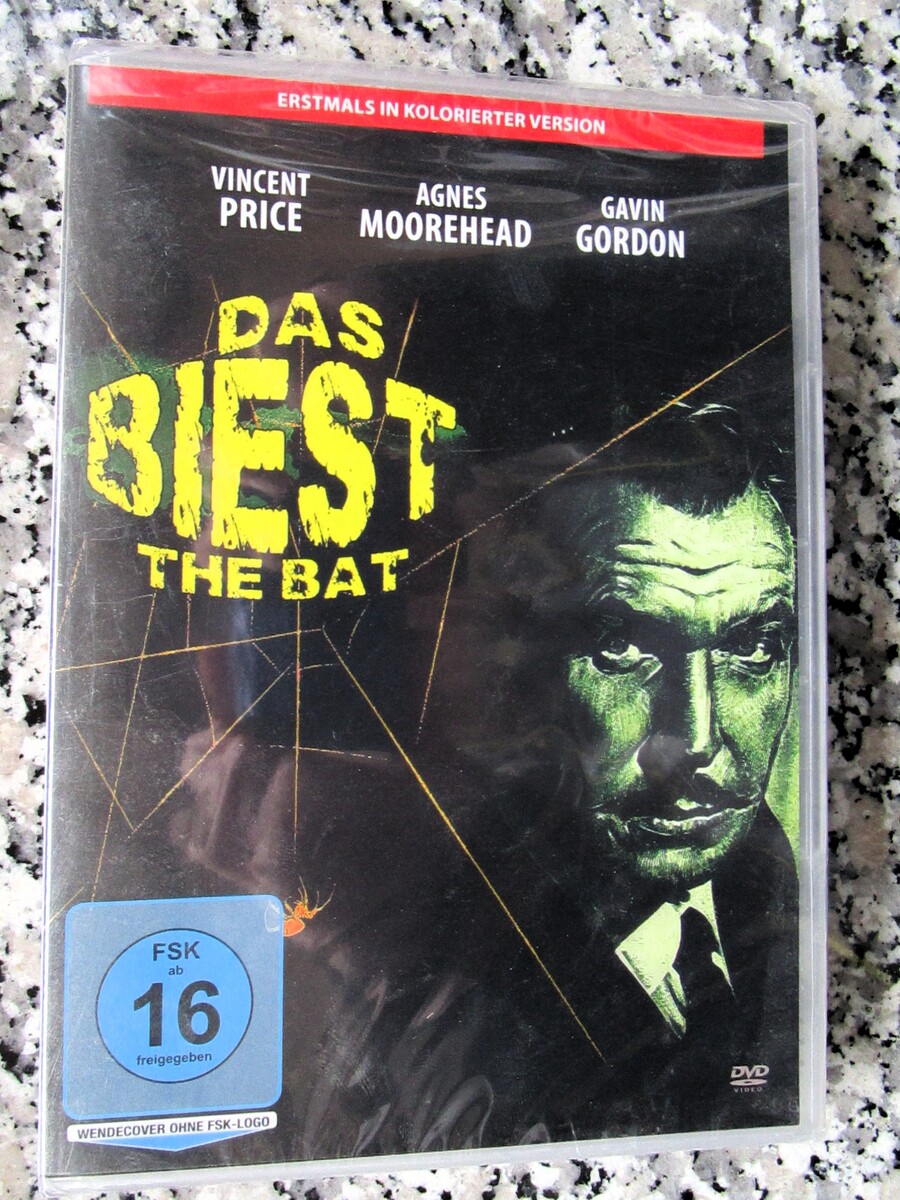 ERSTMALS IN KOLORIERTER VERSION
VINCENT
PRICE
AGNES
MOOREHEAD
GAVIN
GORDON
DAS
BIEST
THE BAT
FSK
ab
16
freigegeben
WENDECOVER OHNE FSK-LOGO
DVD
VIDEO